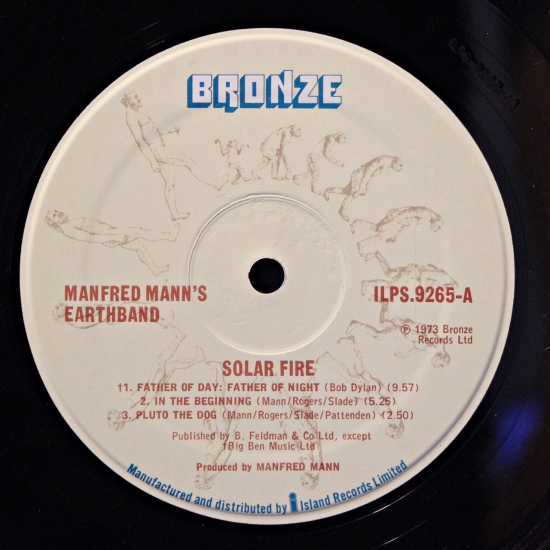 BRONZE
MANFRED MANN'S
EARTHBAND
ILPS.9265-A
℗ 1973 Bronze
Records Ltd
SOLAR FIRE
†1. FATHER OF DAY: FATHER OF NIGHT (Bob Dylan) (9.57)
2. IN THE BEGINNING (Mann/Rogers/Slade) (5.25)
3. PLUTO THE DOG (Mann/Rogers/Slade/Pattenden) (2.50)
Published by B. Feldman & Co Ltd, except
†Big Ben Music Ltd
Produced by MANFRED MANN
Manufactured and distributed by i Island Records Limited